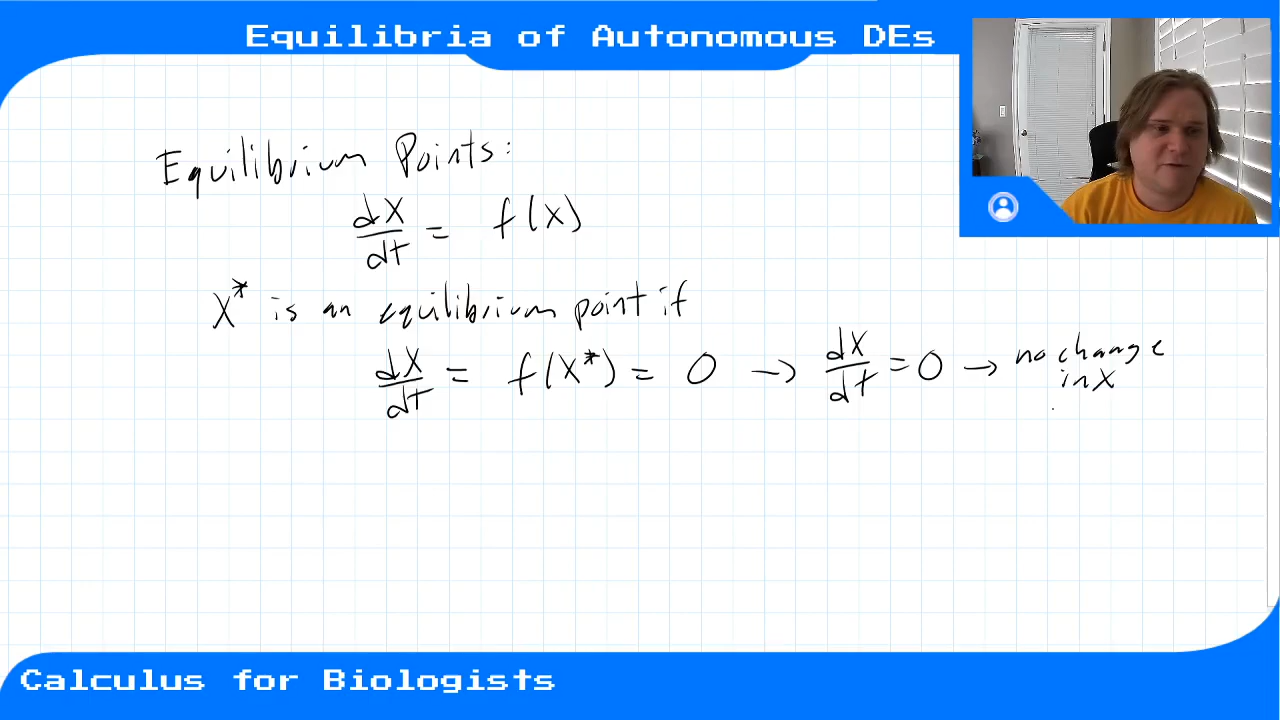 Equilibria of Autonomous DEs
Equilibrium Points:
dX/dt = f(X)
X* is an equilibrium point if
dX/dt = f(X*) = 0 → dX/dt = 0 → no change
in X
Calculus for Biologists